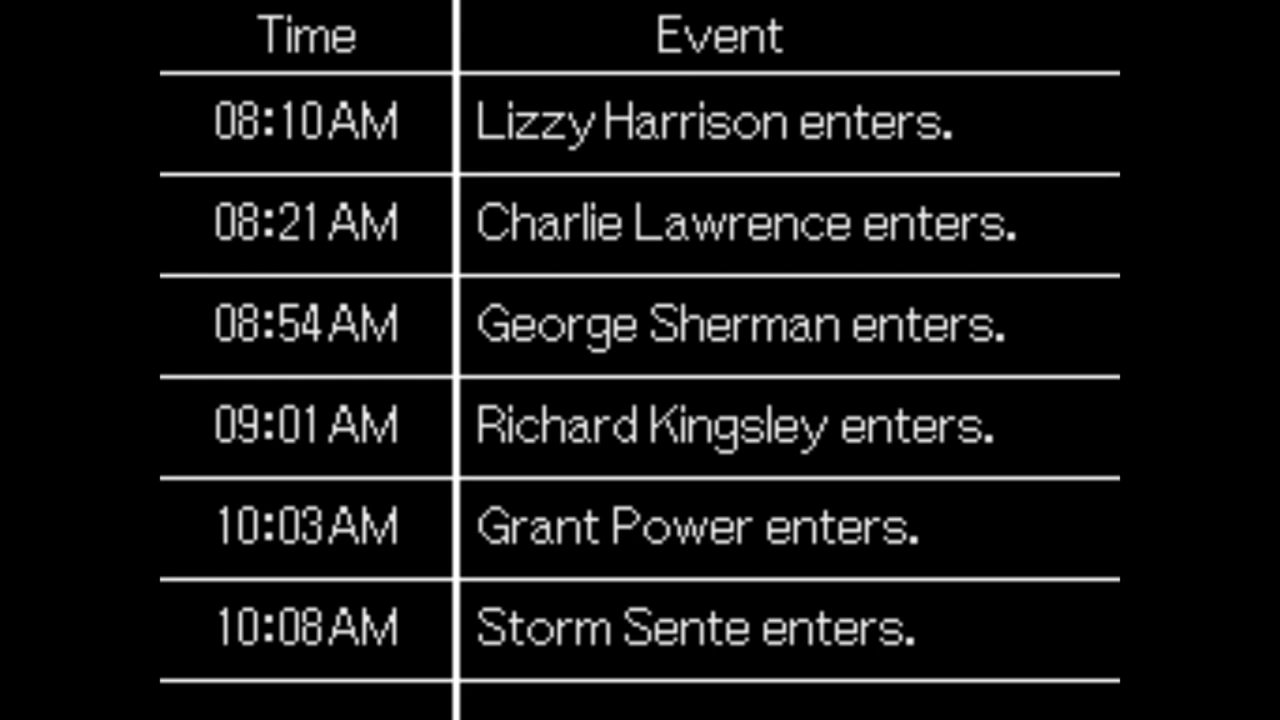 Time Event
08:10 AM Lizzy Harrison enters.
08:21 AM Charlie Lawrence enters.
08:54 AM George Sherman enters.
09:01 AM Richard Kingsley enters.
10:03 AM Grant Power enters.
10:08 AM Storm Sente enters.